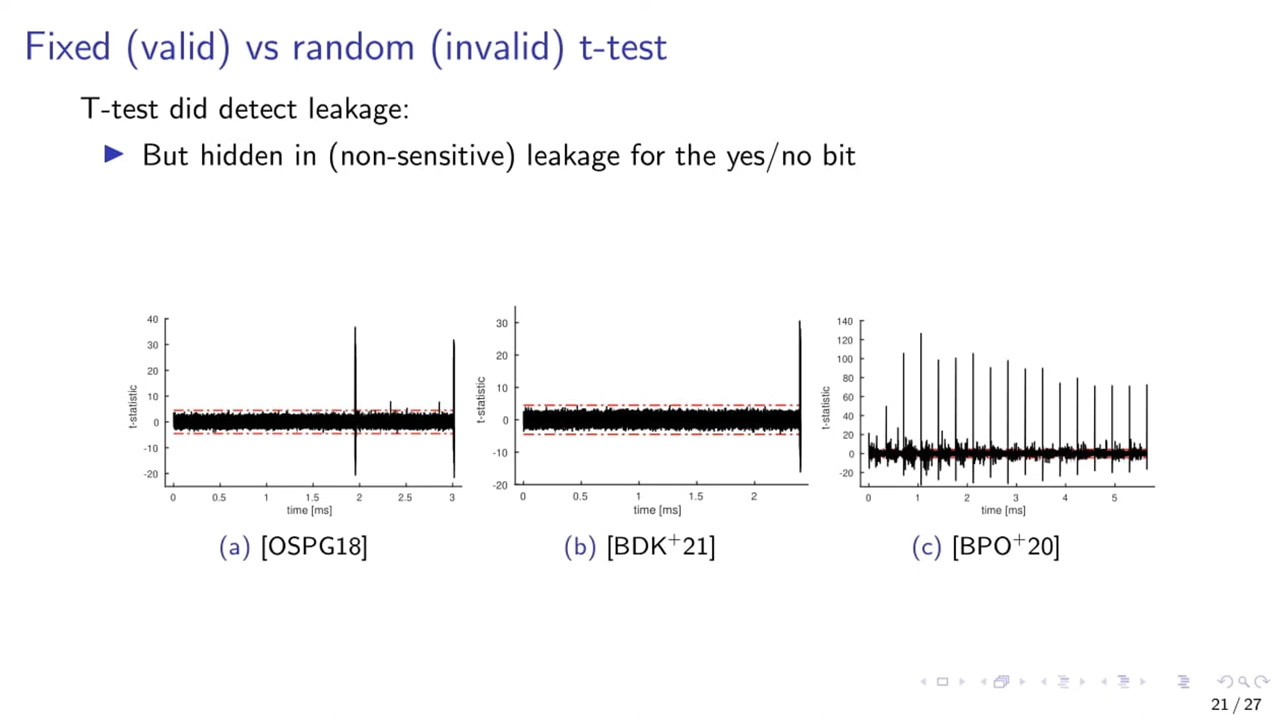 Fixed (valid) vs random (invalid) t-test
T-test did detect leakage:
But hidden in (non-sensitive) leakage for the yes/no bit
40
30
20
10
0
-10
-20
t-statistic
0 0.5 1 1.5 2 2.5 3
time [ms]
30
20
10
0
-10
-20
t-statistic
0 0.5 1 1.5 2
time [ms]
140
120
100
80
60
40
20
0
-20
t-statistic
0 1 2 3 4 5
time [ms]
(a) [OSPG18]
(b) [BDK+21]
(c) [BPO+20]
21 / 27